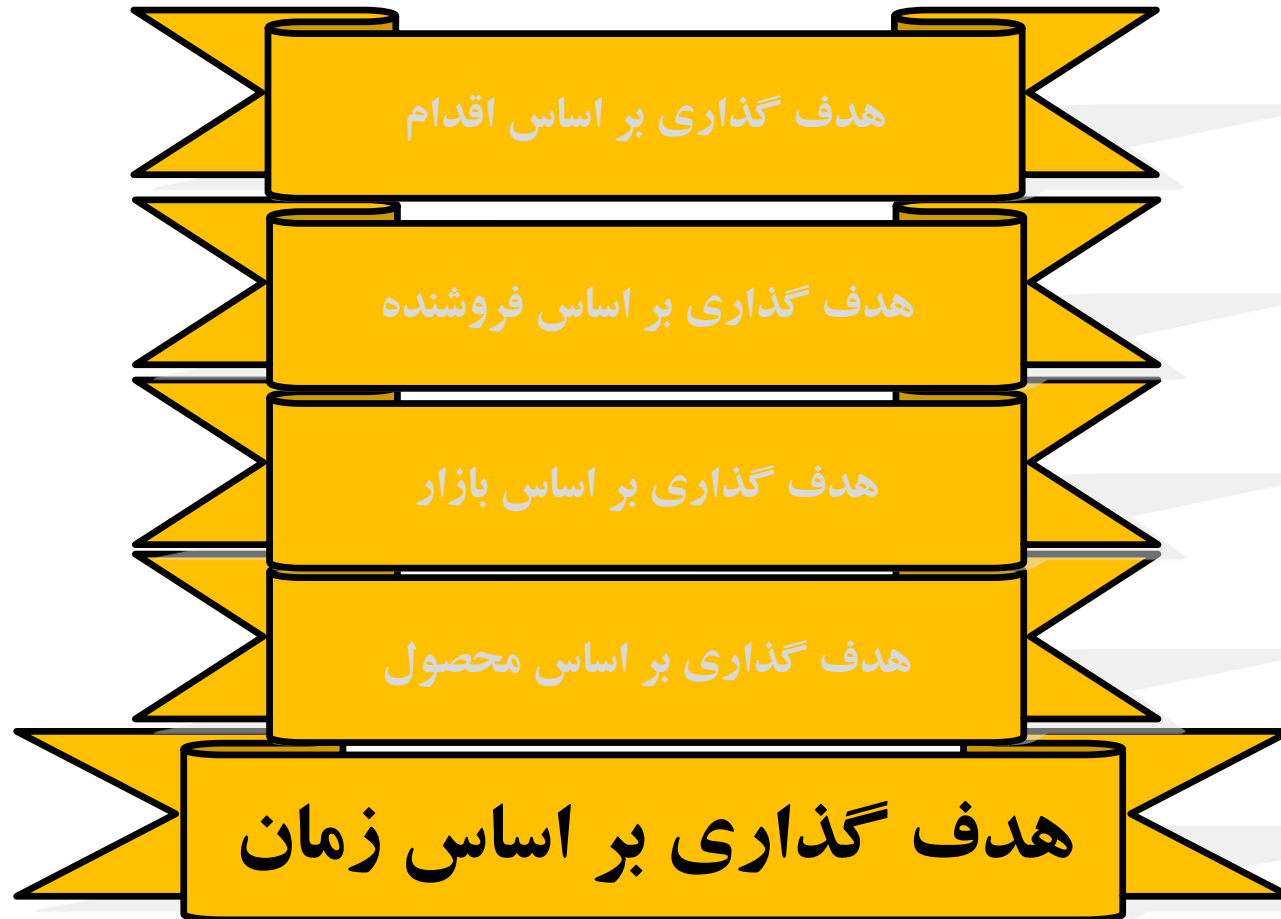 هدف گذاری بر اساس اقدام
هدف گذاری بر اساس فروشنده
هدف گذاری بر اساس بازار
هدف گذاری بر اساس محصول
هدف گذاری بر اساس زمان